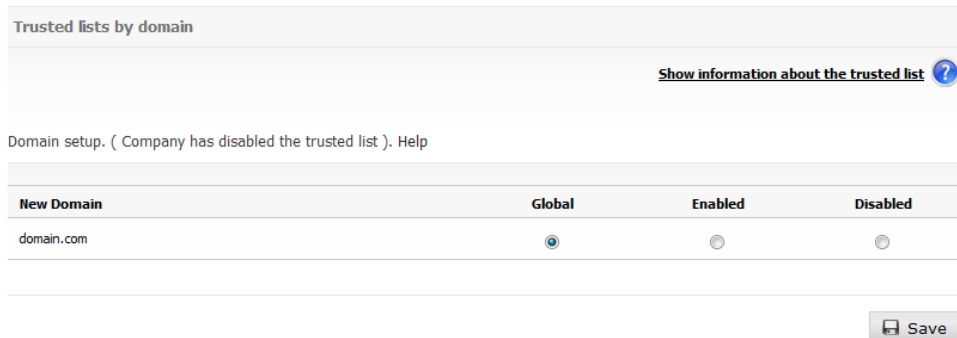 Trusted lists by domain
Show information about the trusted list ?
Domain setup. ( Company has disabled the trusted list ). Help
New Domain Global Enabled Disabled
domain.com
Save